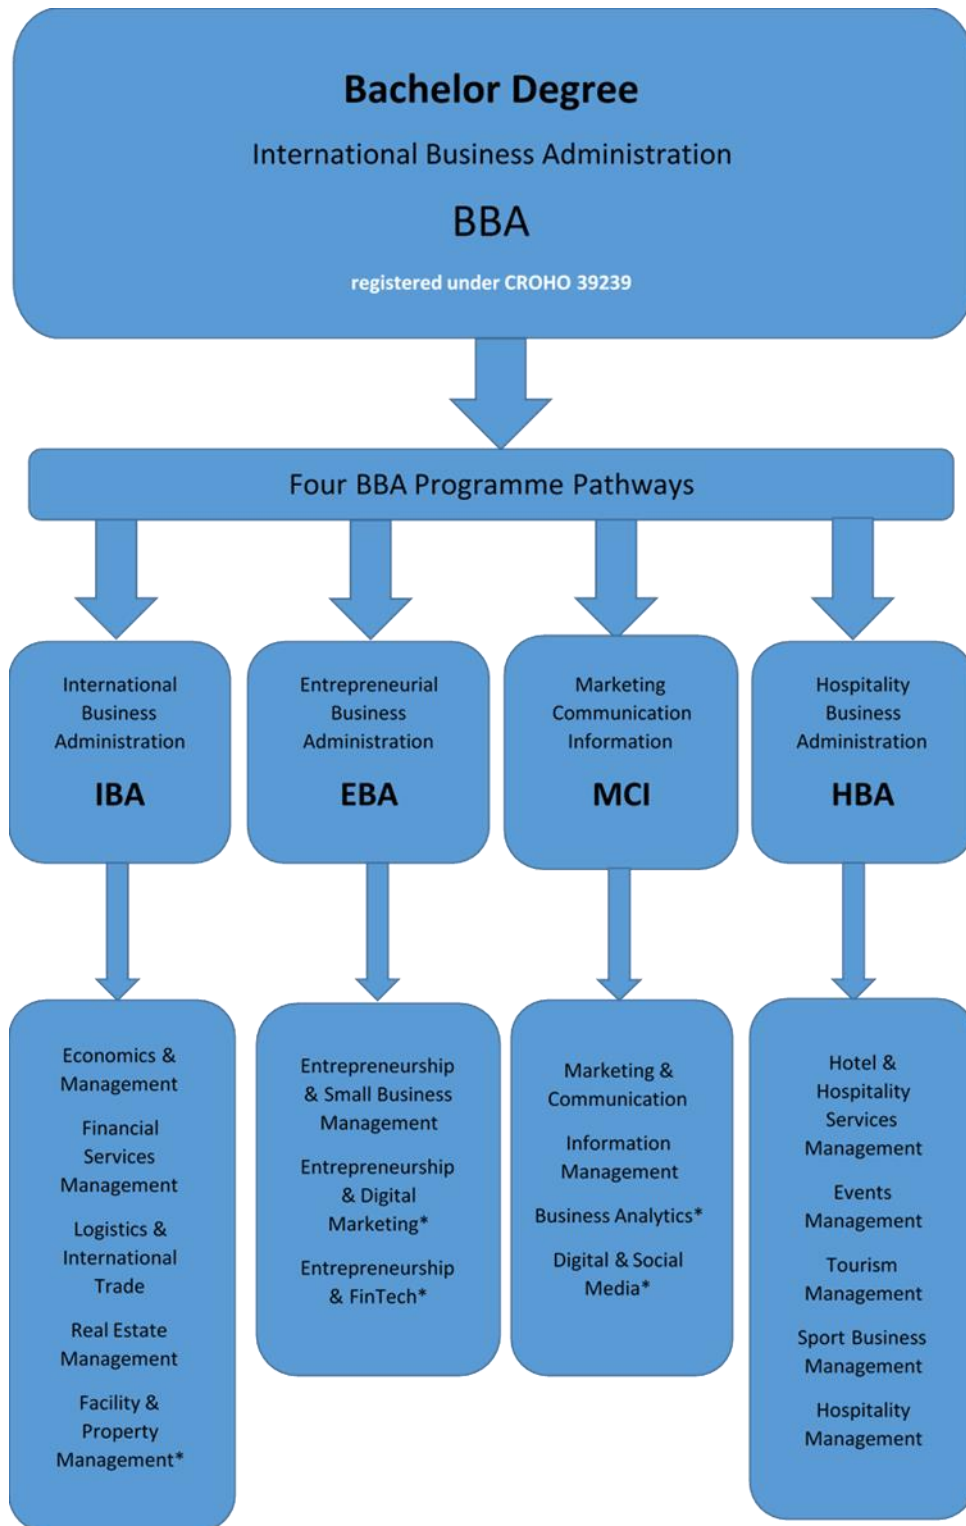 Bachelor Degree
International Business Administration
BBA
registered under CROHO 39239
Four BBA Programme Pathways
International
Business
Administration
IBA
Entrepreneurial
Business
Administration
EBA
Marketing
Communication
Information
MCI
Hospitality
Business
Administration
HBA
Economics &
Management
Financial
Services
Management
Logistics &
International
Trade
Real Estate
Management
Facility &
Property
Management*
Entrepreneurship
& Small Business
Management
Entrepreneurship
& Digital
Marketing*
Entrepreneurship
& FinTech*
Marketing &
Communication
Information
Management
Business Analytics*
Digital & Social
Media*
Hotel &
Hospitality
Services
Management
Events
Management
Tourism
Management
Sport Business
Management
Hospitality
Management